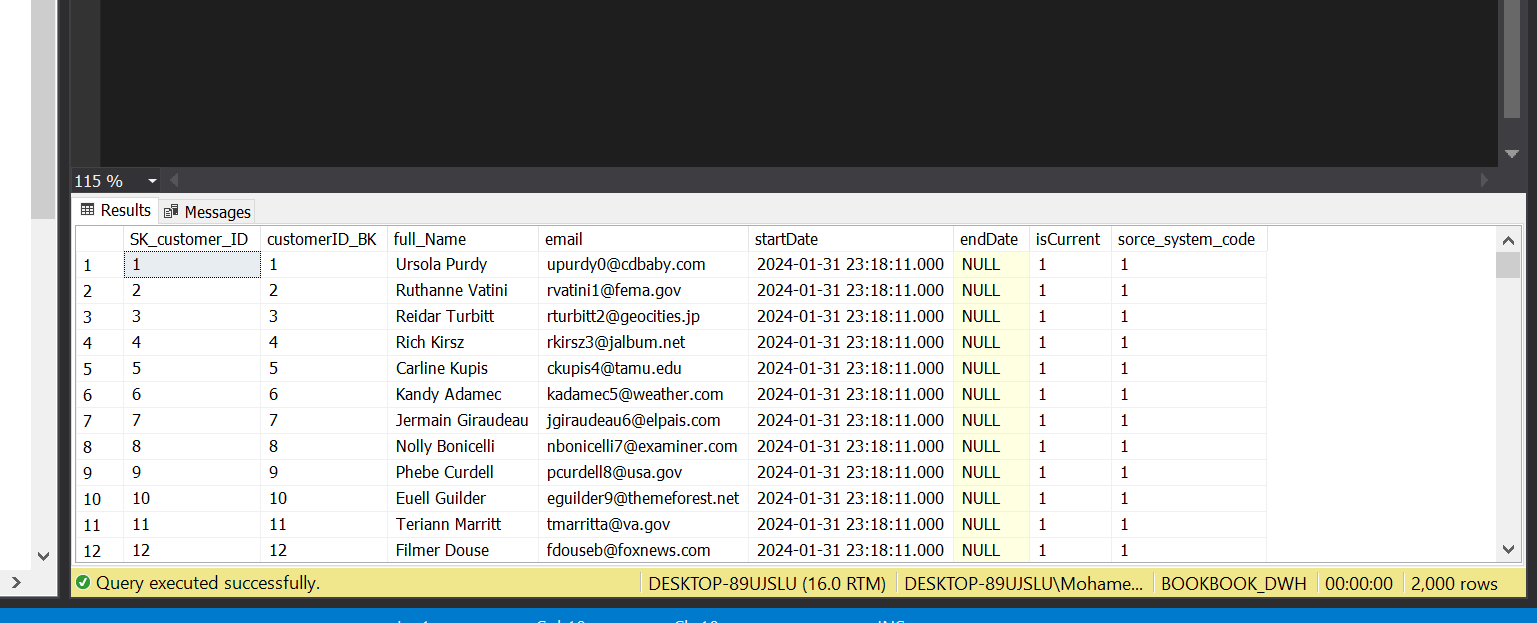 115 %
Results Messages
SK_customer_ID customerID_BK full_Name email startDate endDate isCurrent sorce_system_code
1 1 1 Ursola Purdy upurdy0@cdbaby.com 2024-01-31 23:18:11.000 NULL 1 1
2 2 2 Ruthanne Vatini rvatini1@fema.gov 2024-01-31 23:18:11.000 NULL 1 1
3 3 3 Reidar Turbitt rturbitt2@geocities.jp 2024-01-31 23:18:11.000 NULL 1 1
4 4 4 Rich Kirsz rkirsz3@jalbum.net 2024-01-31 23:18:11.000 NULL 1 1
5 5 5 Carline Kupis ckupis4@tamu.edu 2024-01-31 23:18:11.000 NULL 1 1
6 6 6 Kandy Adamec kadamec5@weather.com 2024-01-31 23:18:11.000 NULL 1 1
7 7 7 Jermain Giraudeau jgiraudeau6@elpais.com 2024-01-31 23:18:11.000 NULL 1 1
8 8 8 Nolly Bonicelli nbonicelli7@examiner.com 2024-01-31 23:18:11.000 NULL 1 1
9 9 9 Phebe Curdell pcurdell8@usa.gov 2024-01-31 23:18:11.000 NULL 1 1
10 10 10 Euell Guilder eguilder9@themeforest.net 2024-01-31 23:18:11.000 NULL 1 1
11 11 11 Teriann Marritt tmarritta@va.gov 2024-01-31 23:18:11.000 NULL 1 1
12 12 12 Filmer Douse fdouseb@foxnews.com 2024-01-31 23:18:11.000 NULL 1 1
Query executed successfully. DESKTOP-89UJSLU (16.0 RTM) DESKTOP-89UJSLU\Mohame... BOOKBOOK_DWH 00:00:00 2,000 rows